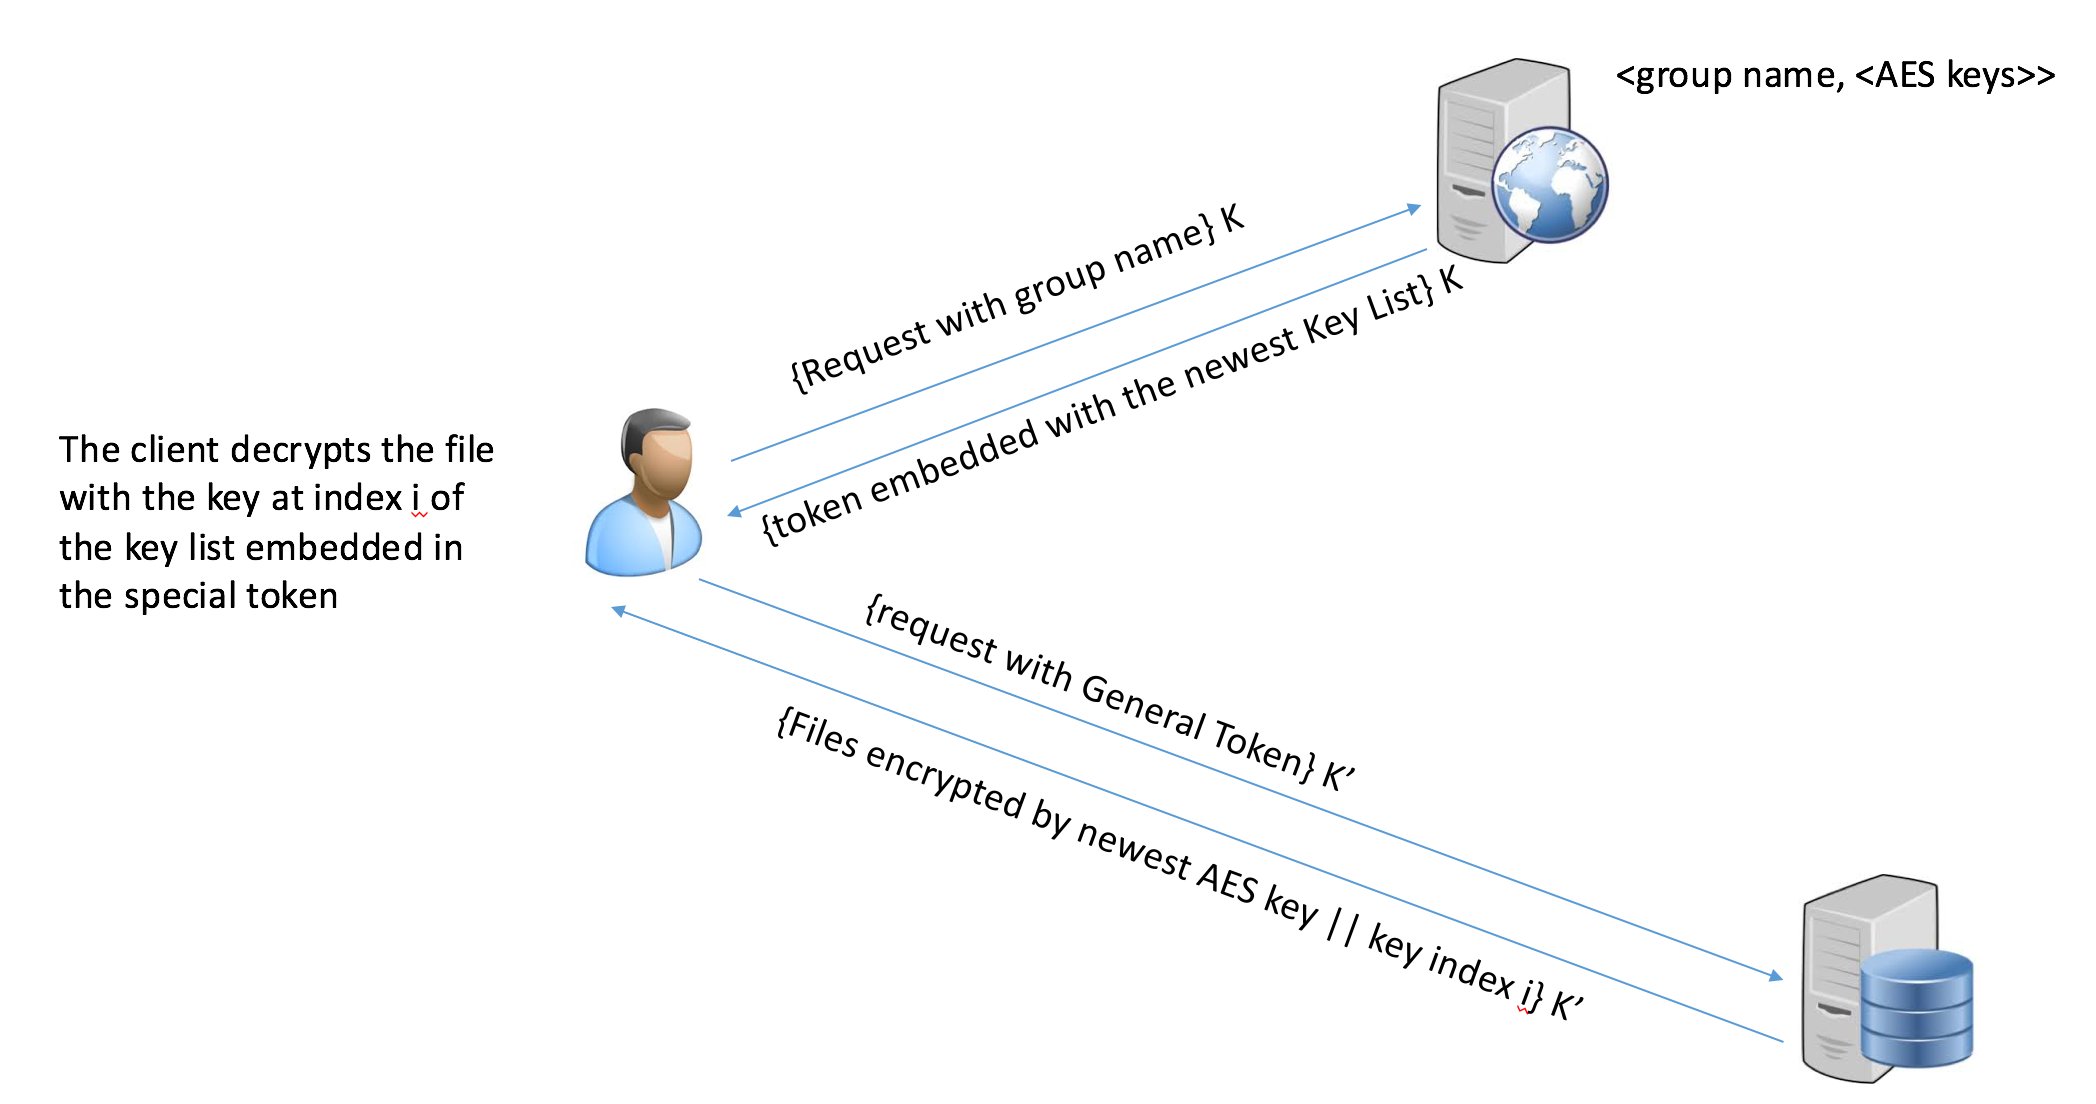 <group name, <AES keys>>
{Request with group name} K
{token embedded with the newest Key List} K
The client decrypts the file
with the key at index i of
the key list embedded in
the special token
{request with General Token} K’
{Files encrypted by newest AES key || key index i} K’